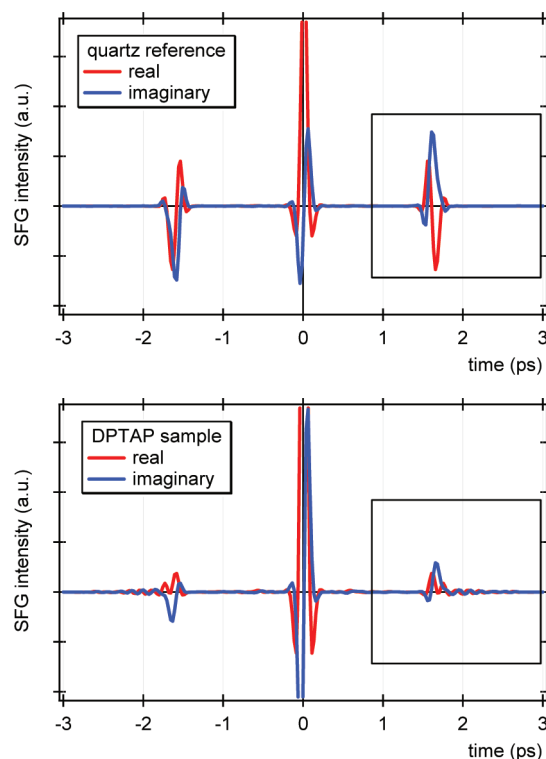 quartz reference
real
imaginary
SFG intensity (a.u.)
-3 -2 -1 0 1 2 3
time (ps)
DPTAP sample
real
imaginary
SFG intensity (a.u.)
-3 -2 -1 0 1 2 3
time (ps)